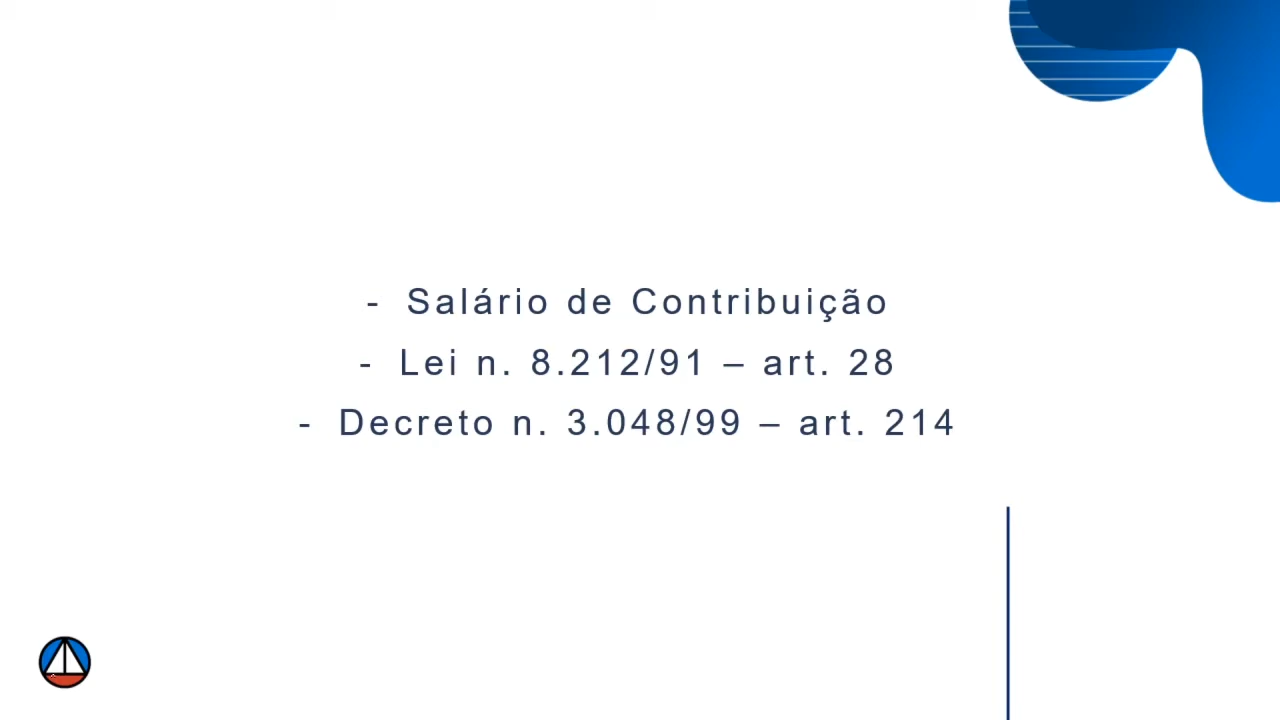 - Salário de Contribuição
- Lei n. 8.212/91 – art. 28
- Decreto n. 3.048/99 – art. 214